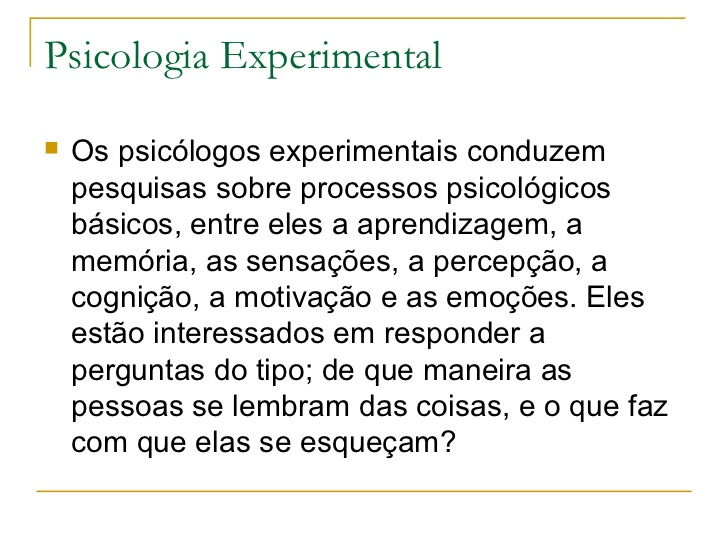 Psicologia Experimental
Os psicólogos experimentais conduzem
pesquisas sobre processos psicológicos
básicos, entre eles a aprendizagem, a
memória, as sensações, a percepção, a
cognição, a motivação e as emoções. Eles
estão interessados em responder a
perguntas do tipo; de que maneira as
pessoas se lembram das coisas, e o que faz
com que elas se esqueçam?